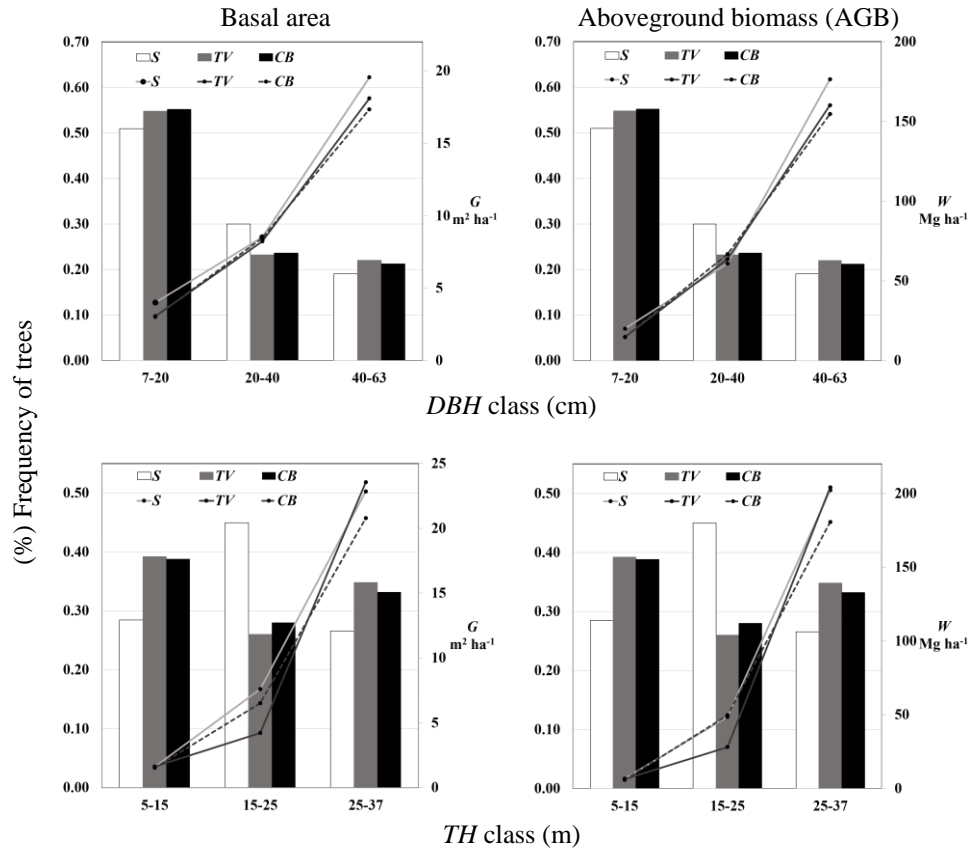 Basal area
Aboveground biomass (AGB)
0.70
0.60
0.50
0.40
0.30
0.20
0.10
0.00
S TV CB
S TV CB
20
15
10
5
0
G
m² ha⁻¹
7-20 20-40 40-63
0.70
0.60
0.50
0.40
0.30
0.20
0.10
0.00
S TV CB
S TV CB
200
150
100
50
0
W
Mg ha⁻¹
7-20 20-40 40-63
DBH class (cm)
(%) Frequency of trees
0.50
0.40
0.30
0.20
0.10
0.00
S TV CB
S TV CB
25
20
15
10
5
0
G
m² ha⁻¹
5-15 15-25 25-37
0.50
0.40
0.30
0.20
0.10
0.00
S TV CB
S TV CB
200
150
100
50
0
W
Mg ha⁻¹
5-15 15-25 25-37
TH class (m)